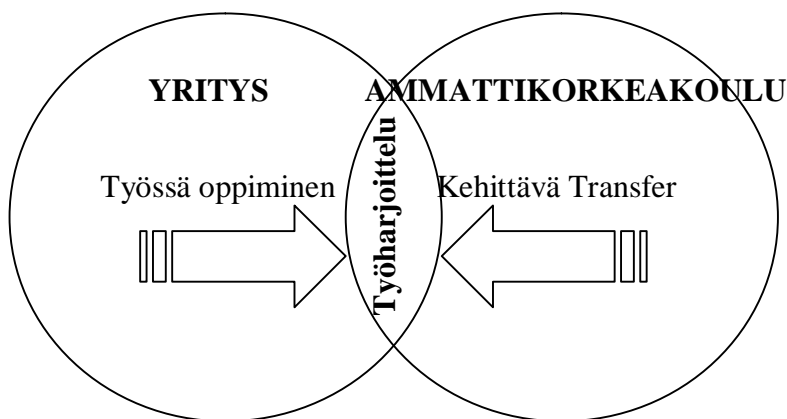 YRITYS
AMMATTIKORKEAKOULU
Työharjoittelu
Työssä oppiminen
Kehittävä Transfer